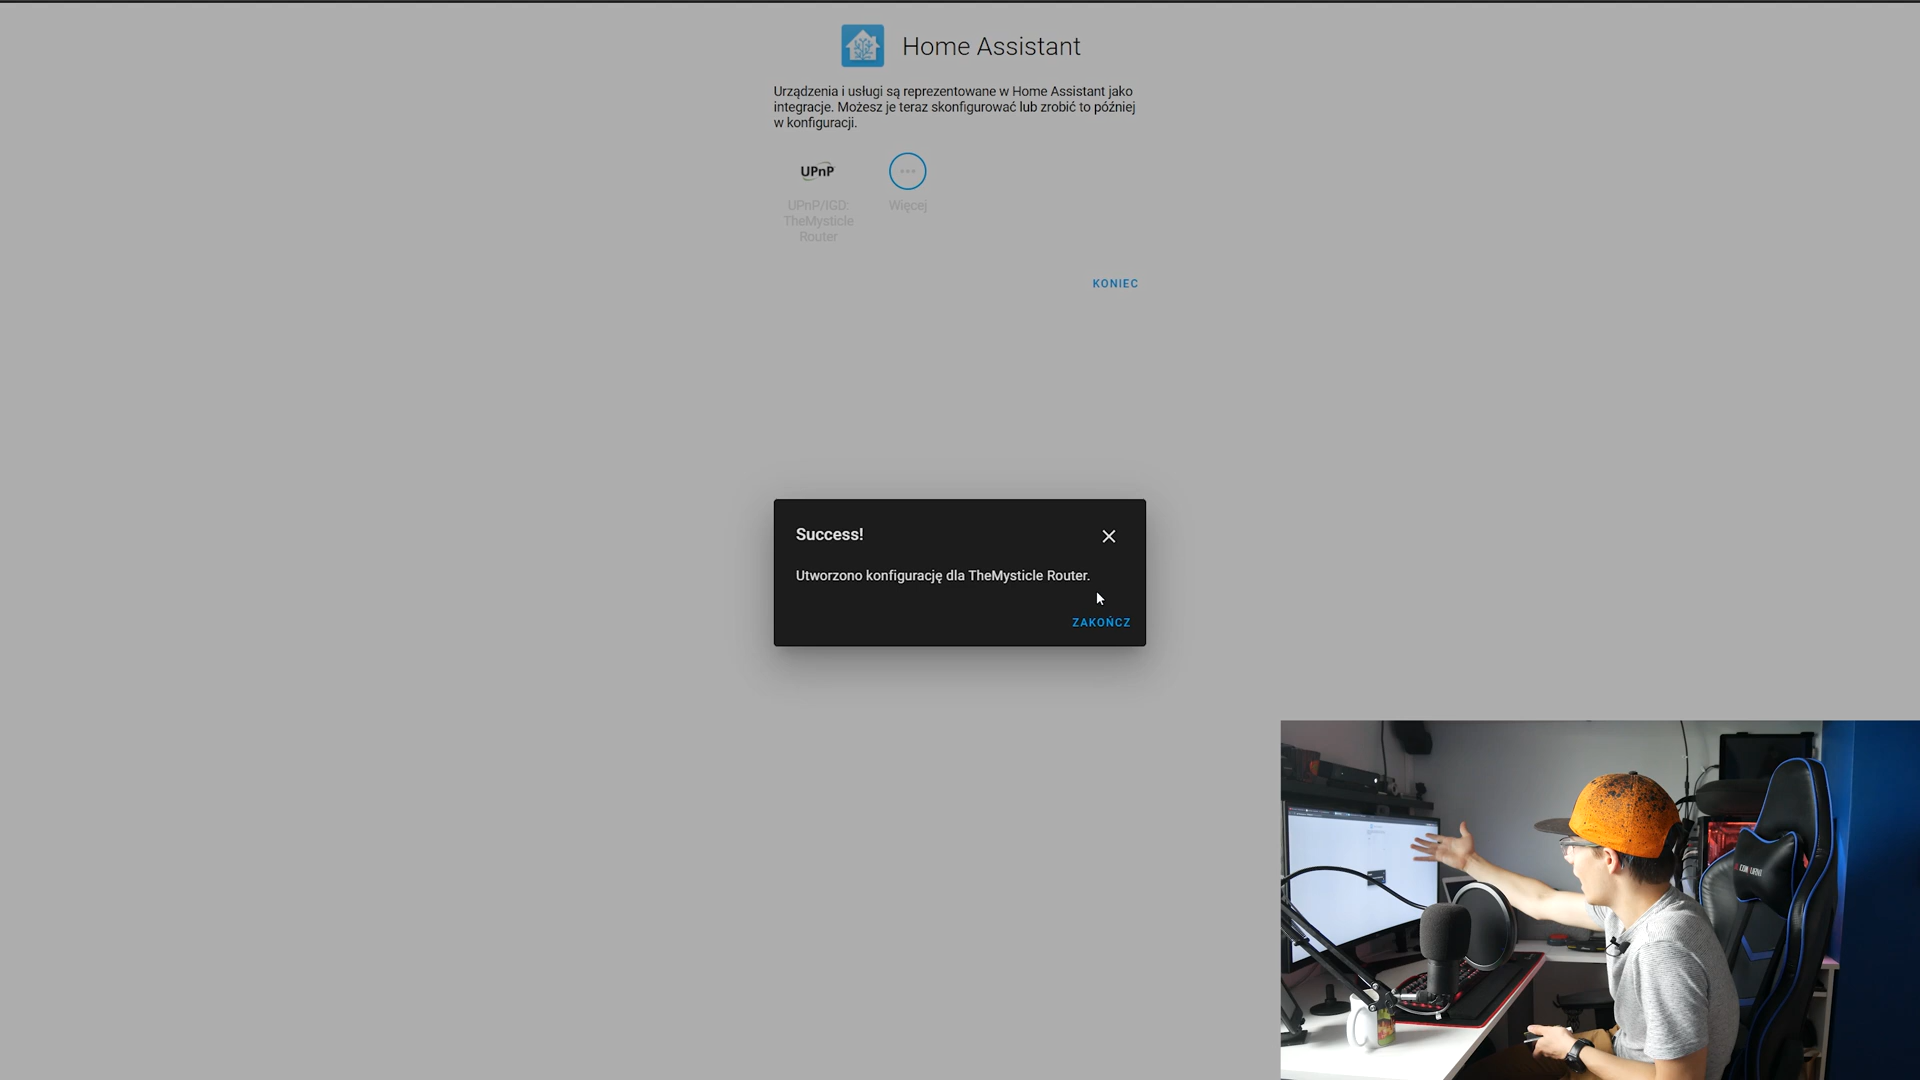 Home Assistant
Urządzenia i usługi są reprezentowane w Home Assistant jako
integracje. Możesz je teraz skonfigurować lub zrobić to później
w konfiguracji.
UPnP
UPnP/IGD:
TheMysticle
Router
Więcej
KONIEC
Success!
Utworzono konfigurację dla TheMysticle Router.
ZAKOŃCZ